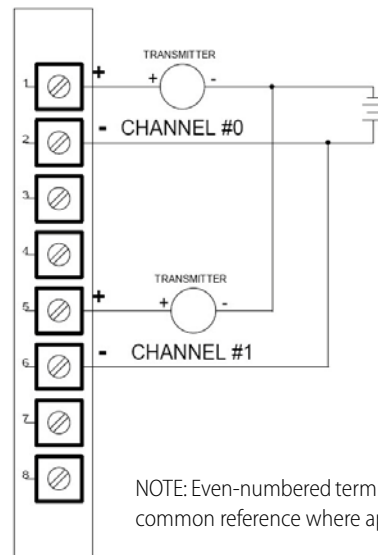 TRANSMITTER
1 + + -
2 - CHANNEL #0
3
4
TRANSMITTER
5 + + -
6 - CHANNEL #1
7
8
NOTE: Even-numbered term
common reference where